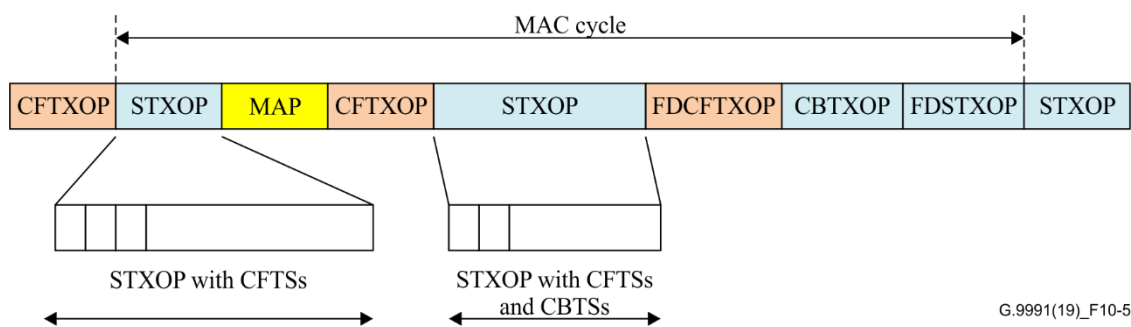 MAC cycle
CFTXOP STXOP MAP CFTXOP STXOP FDCFTXOP CBTXOP FDSTXOP STXOP
STXOP with CFTSs
STXOP with CFTSs
and CBTSs
G.9991(19)_F10-5